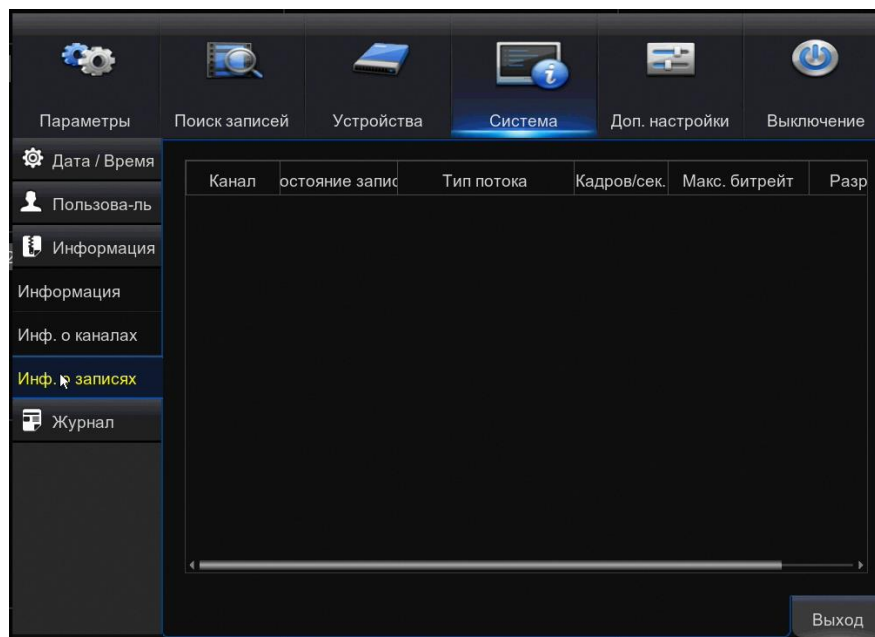 Параметры
Поиск записей
Устройства
Система
Доп. настройки
Выключение
Дата / Время
Пользова-ль
Информация
Информация
Инф. о каналах
Инф. о записях
Журнал
Канал
остояние запис
Тип потока
Кадров/сек.
Макс. битрейт
Разр
Выход